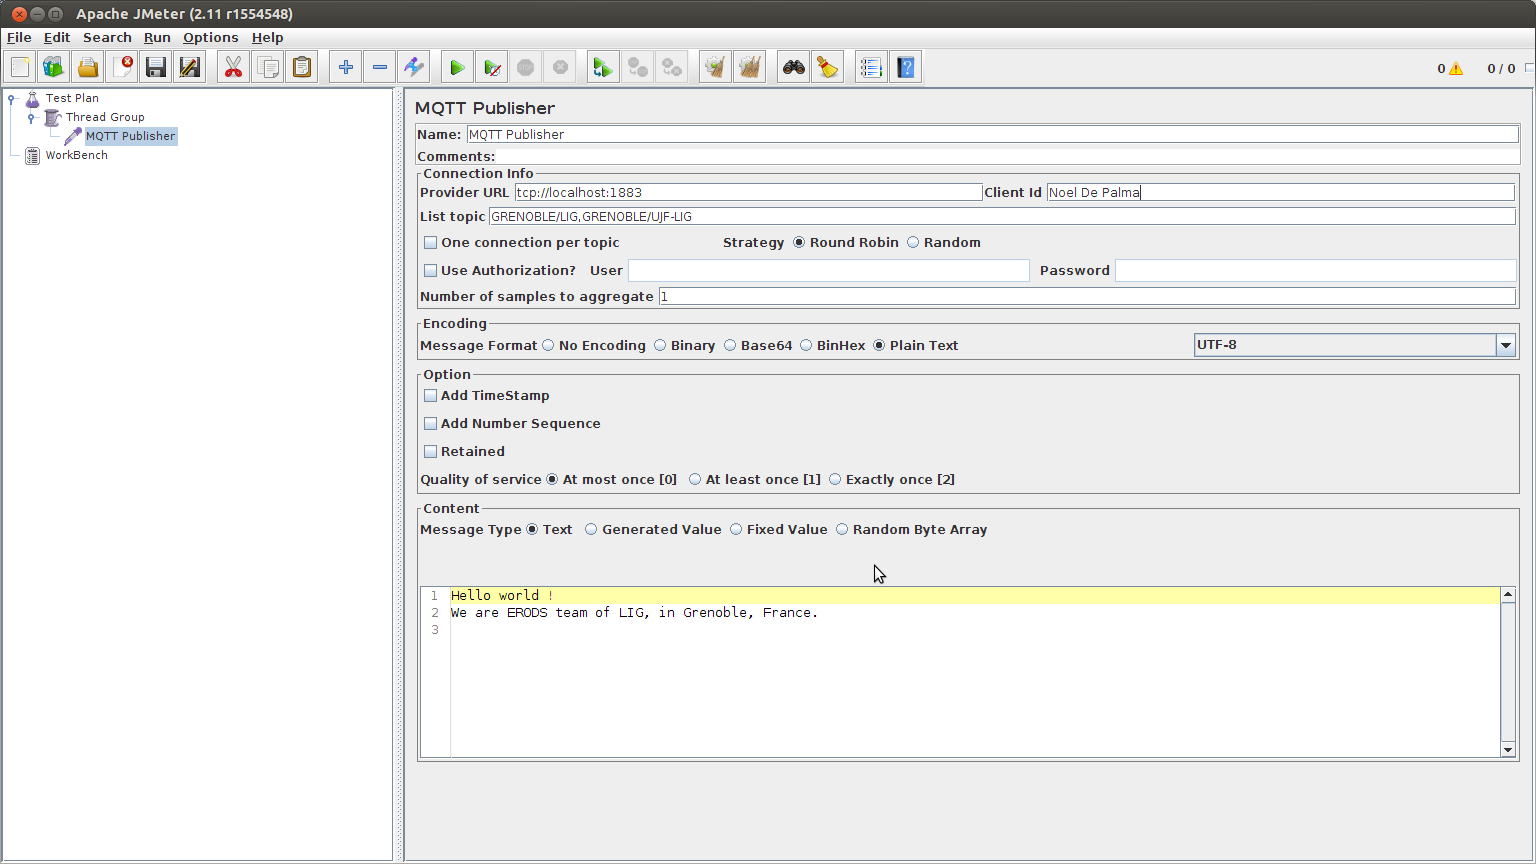 Apache JMeter (2.11 r1554548)
File Edit Search Run Options Help
0 0 / 0
Test Plan
Thread Group
MQTT Publisher
WorkBench
MQTT Publisher
Name: MQTT Publisher
Comments:
Connection Info
Provider URL tcp://localhost:1883 Client Id Noel De Palma
List topic GRENOBLE/LIG,GRENOBLE/UJF-LIG
One connection per topic Strategy Round Robin Random
Use Authorization? User Password
Number of samples to aggregate 1
Encoding
Message Format No Encoding Binary Base64 BinHex Plain Text UTF-8
Option
Add TimeStamp
Add Number Sequence
Retained
Quality of service At most once [0] At least once [1] Exactly once [2]
Content
Message Type Text Generated Value Fixed Value Random Byte Array
1 Hello world !
2 We are ERODS team of LIG, in Grenoble, France.
3